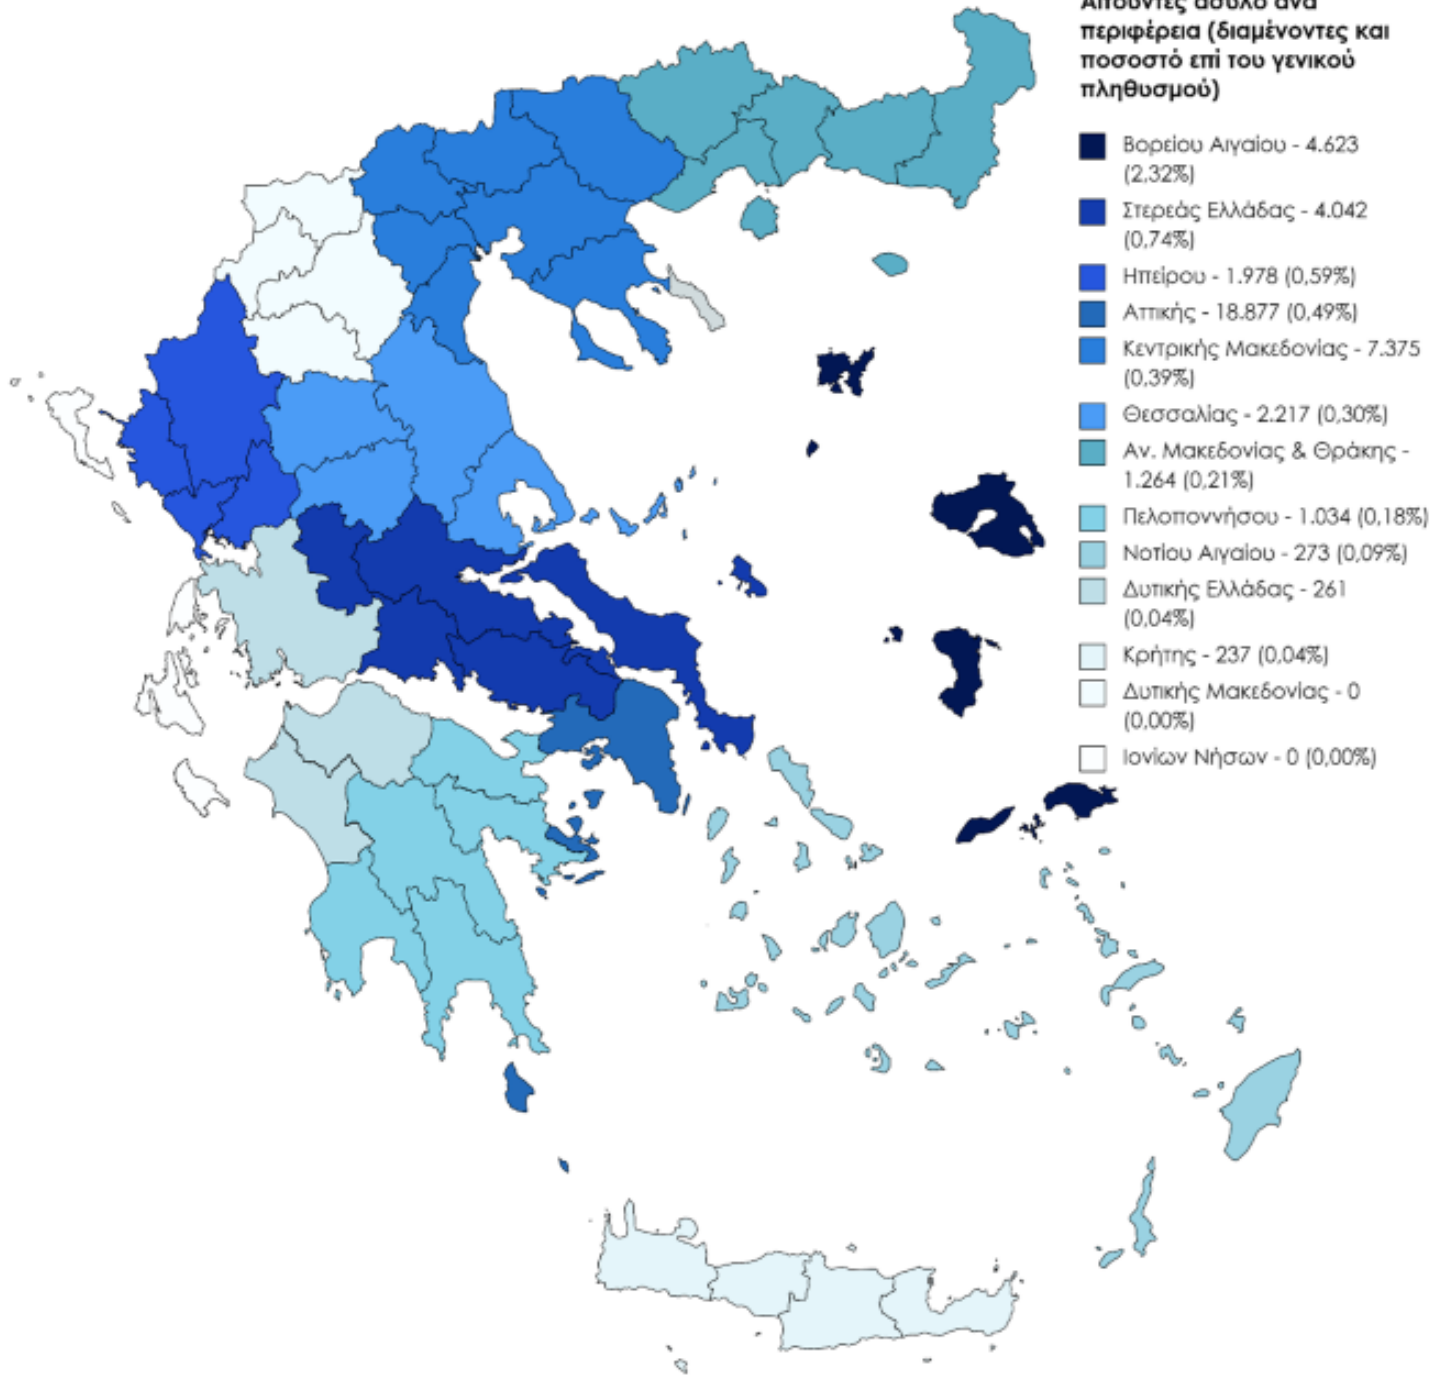 Αιτούντες άσυλο ανά
περιφέρεια (διαμένοντες και
ποσοστό επί του γενικού
πληθυσμού)
Βορείου Αιγαίου - 4.623
(2,32%)
Στερεάς Ελλάδας - 4.042
(0,74%)
Ηπείρου - 1.978 (0,59%)
Αττικής - 18.877 (0,49%)
Κεντρικής Μακεδονίας - 7.375
(0,39%)
Θεσσαλίας - 2.217 (0,30%)
Αν. Μακεδονίας & Θράκης -
1.264 (0,21%)
Πελοποννήσου - 1.034 (0,18%)
Νοτίου Αιγαίου - 273 (0,09%)
Δυτικής Ελλάδας - 261
(0,04%)
Κρήτης - 237 (0,04%)
Δυτικής Μακεδονίας - 0
(0,00%)
Ιονίων Νήσων - 0 (0,00%)